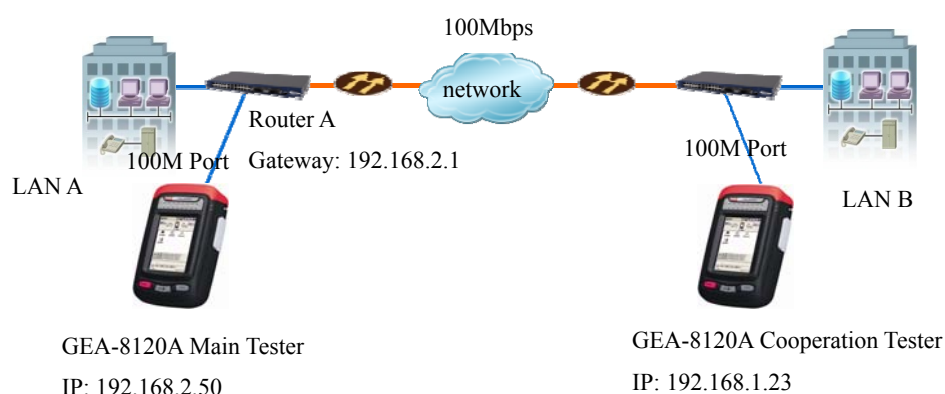 100Mbps
network
Router A
Gateway: 192.168.2.1
100M Port
100M Port
LAN A
LAN B
GEA-8120A Main Tester
IP: 192.168.2.50
GEA-8120A Cooperation Tester
IP: 192.168.1.23